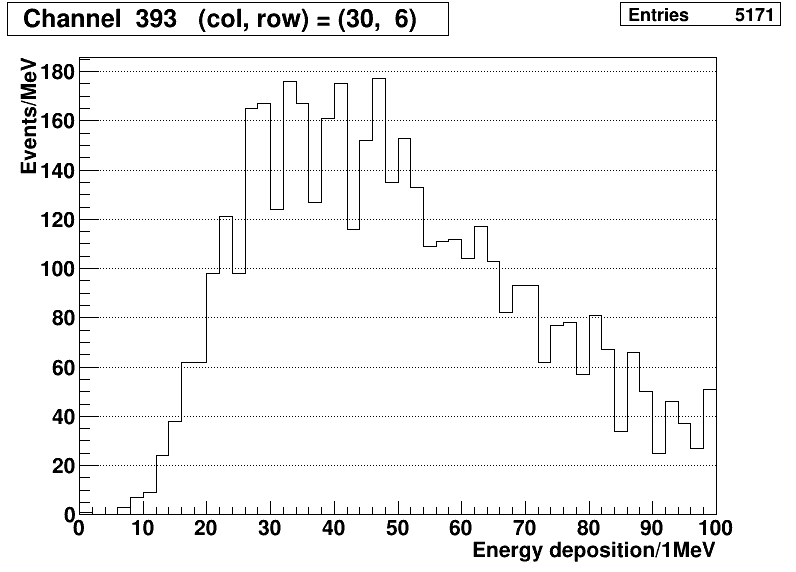 Channel 393 (col, row) = (30, 6)
Entries 5171
Events/MeV
180
160
140
120
100
80
60
40
20
0
0 10 20 30 40 50 60 70 80 90 100
Energy deposition/1MeV